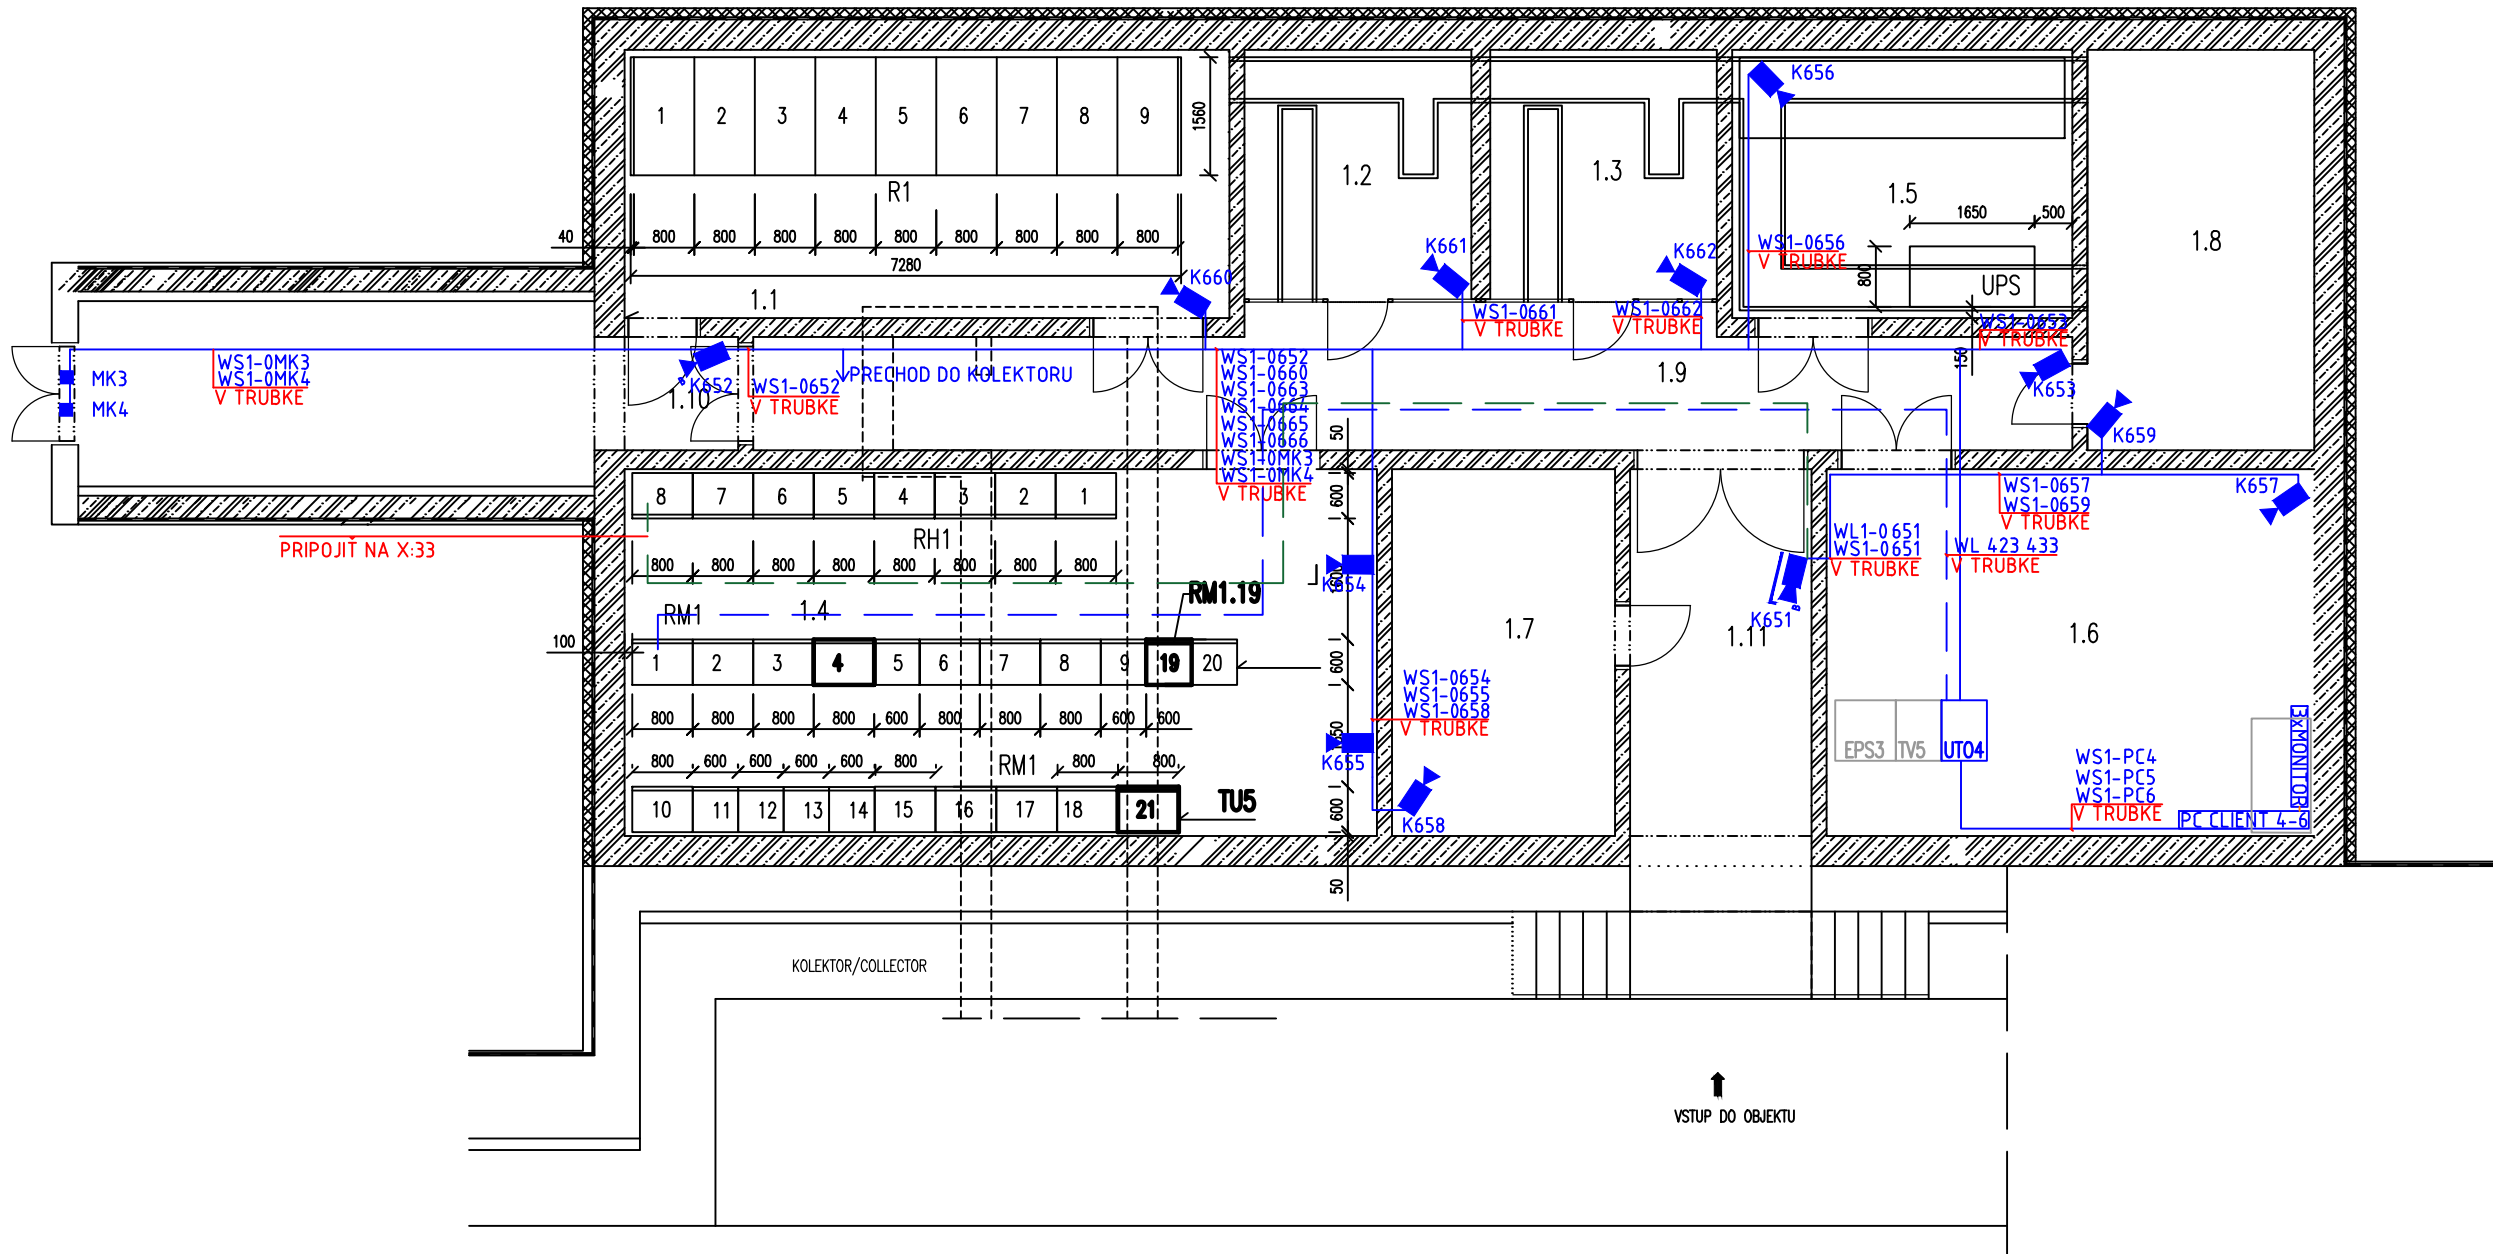 1 2 3 4 5 6 7 8 9
1560
R1
40
800 800 800 800 800 800 800 800 800
7280
1.1
1.2
1.3
1.5
1650 500
800
UPS
1.8
150
K656
K661
K662
K660
WS1-0656
V TRUBKE
WS1-0661
V TRUBKE
WS1-0662
V TRUBKE
WS1-0653
V TRUBKE
K653
K659
K657
MK3
MK4
WS1-0MK3
WS1-0MK4
V TRUBKE
B
K652
1.10
WS1-0652
V TRUBKE
PRECHOD DO KOLEKTORU
WS1-0652
WS1-0660
WS1-0663
WS1-0664
WS1-0665
WS1-0666
WS1-0MK3
WS1-0MK4
V TRUBKE
1.9
WS1-0657
WS1-0659
V TRUBKE
WL1-0651
WS1-0651
V TRUBKE
WL 423 433
V TRUBKE
PRIPOJIŤ NA X:33
8 7 6 5 4 3 2 1
RH1
800 800 800 800 800 800 800 800
50
600
1600
600
1350
600
50
K654
RM1
1.4
RM1.19
100
1 2 3 4 5 6 7 8 9 19 20
800 800 800 800 600 800 800 800 600 600
800 600 600 600 800
RM1
800 800
10 11 12 13 14 15 16 17 18 21
TU5
WS1-0654
WS1-0655
WS1-0658
V TRUBKE
K655
K658
1.7
K651
B
1.11
1.6
EPS3 TV5 UTO4
3xMONITOR
WS1-PC4
WS1-PC5
WS1-PC6
V TRUBKE
PC CLIENT 4-6
KOLEKTOR/COLLECTOR
VSTUP DO OBJEKTU